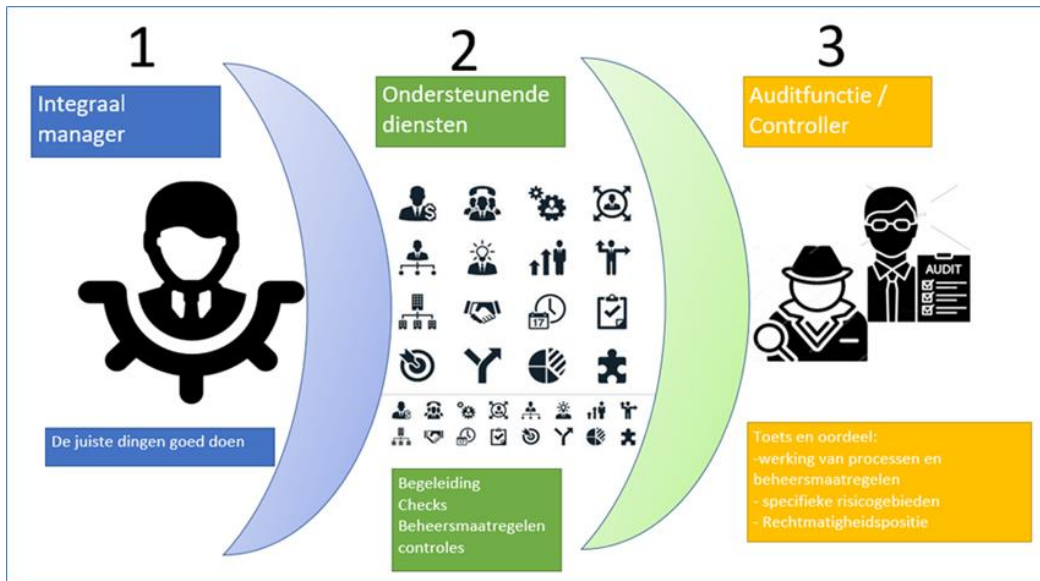 1
Integraal
manager
De juiste dingen goed doen
2
Ondersteunende
diensten
17
Begeleiding
Checks
Beheersmaatregelen
controles
3
Auditfunctie /
Controller
AUDIT
Toets en oordeel:
-werking van processen en
beheersmaatregelen
- specifieke risicogebieden
- Rechtmatigheidspositie